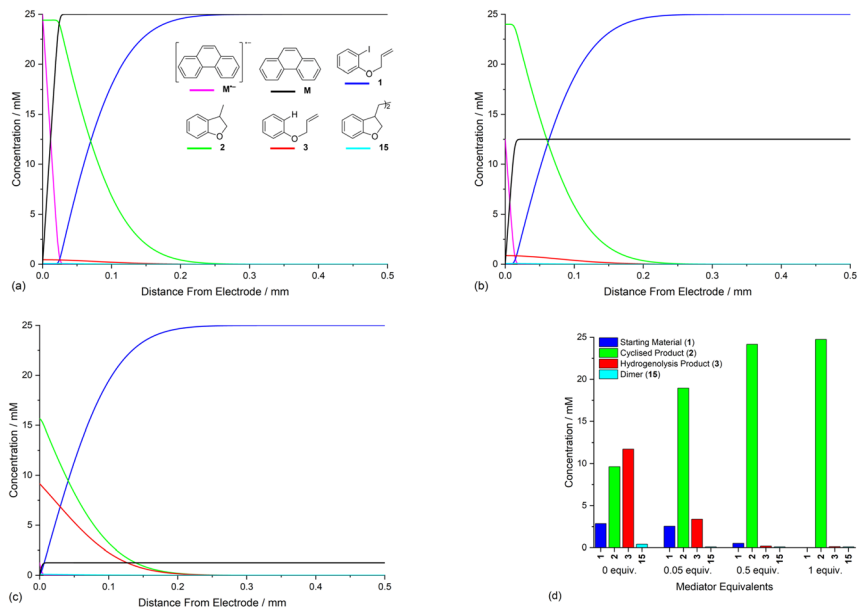 25
20
15
10
5
0
Concentration / mM
0.0
0.1
0.2
0.3
0.4
0.5
Distance From Electrode / mm
(a)
•−
I
O
M•−
M
1
H
)2
O
O
O
2
3
15
25
20
15
10
5
0
Concentration / mM
0.0
0.1
0.2
0.3
0.4
0.5
Distance From Electrode / mm
(b)
25
20
15
10
5
0
Concentration / mM
0.0
0.1
0.2
0.3
0.4
0.5
Distance From Electrode / mm
(c)
Starting Material (1)
Cyclised Product (2)
Hydrogenolysis Product (3)
Dimer (15)
25
20
15
10
5
0
Concentration / mM
1 2 3 15 1 2 3 15 1 2 3 15 1 2 3 15
0 equiv. 0.05 equiv. 0.5 equiv. 1 equiv.
Mediator Equivalents
(d)